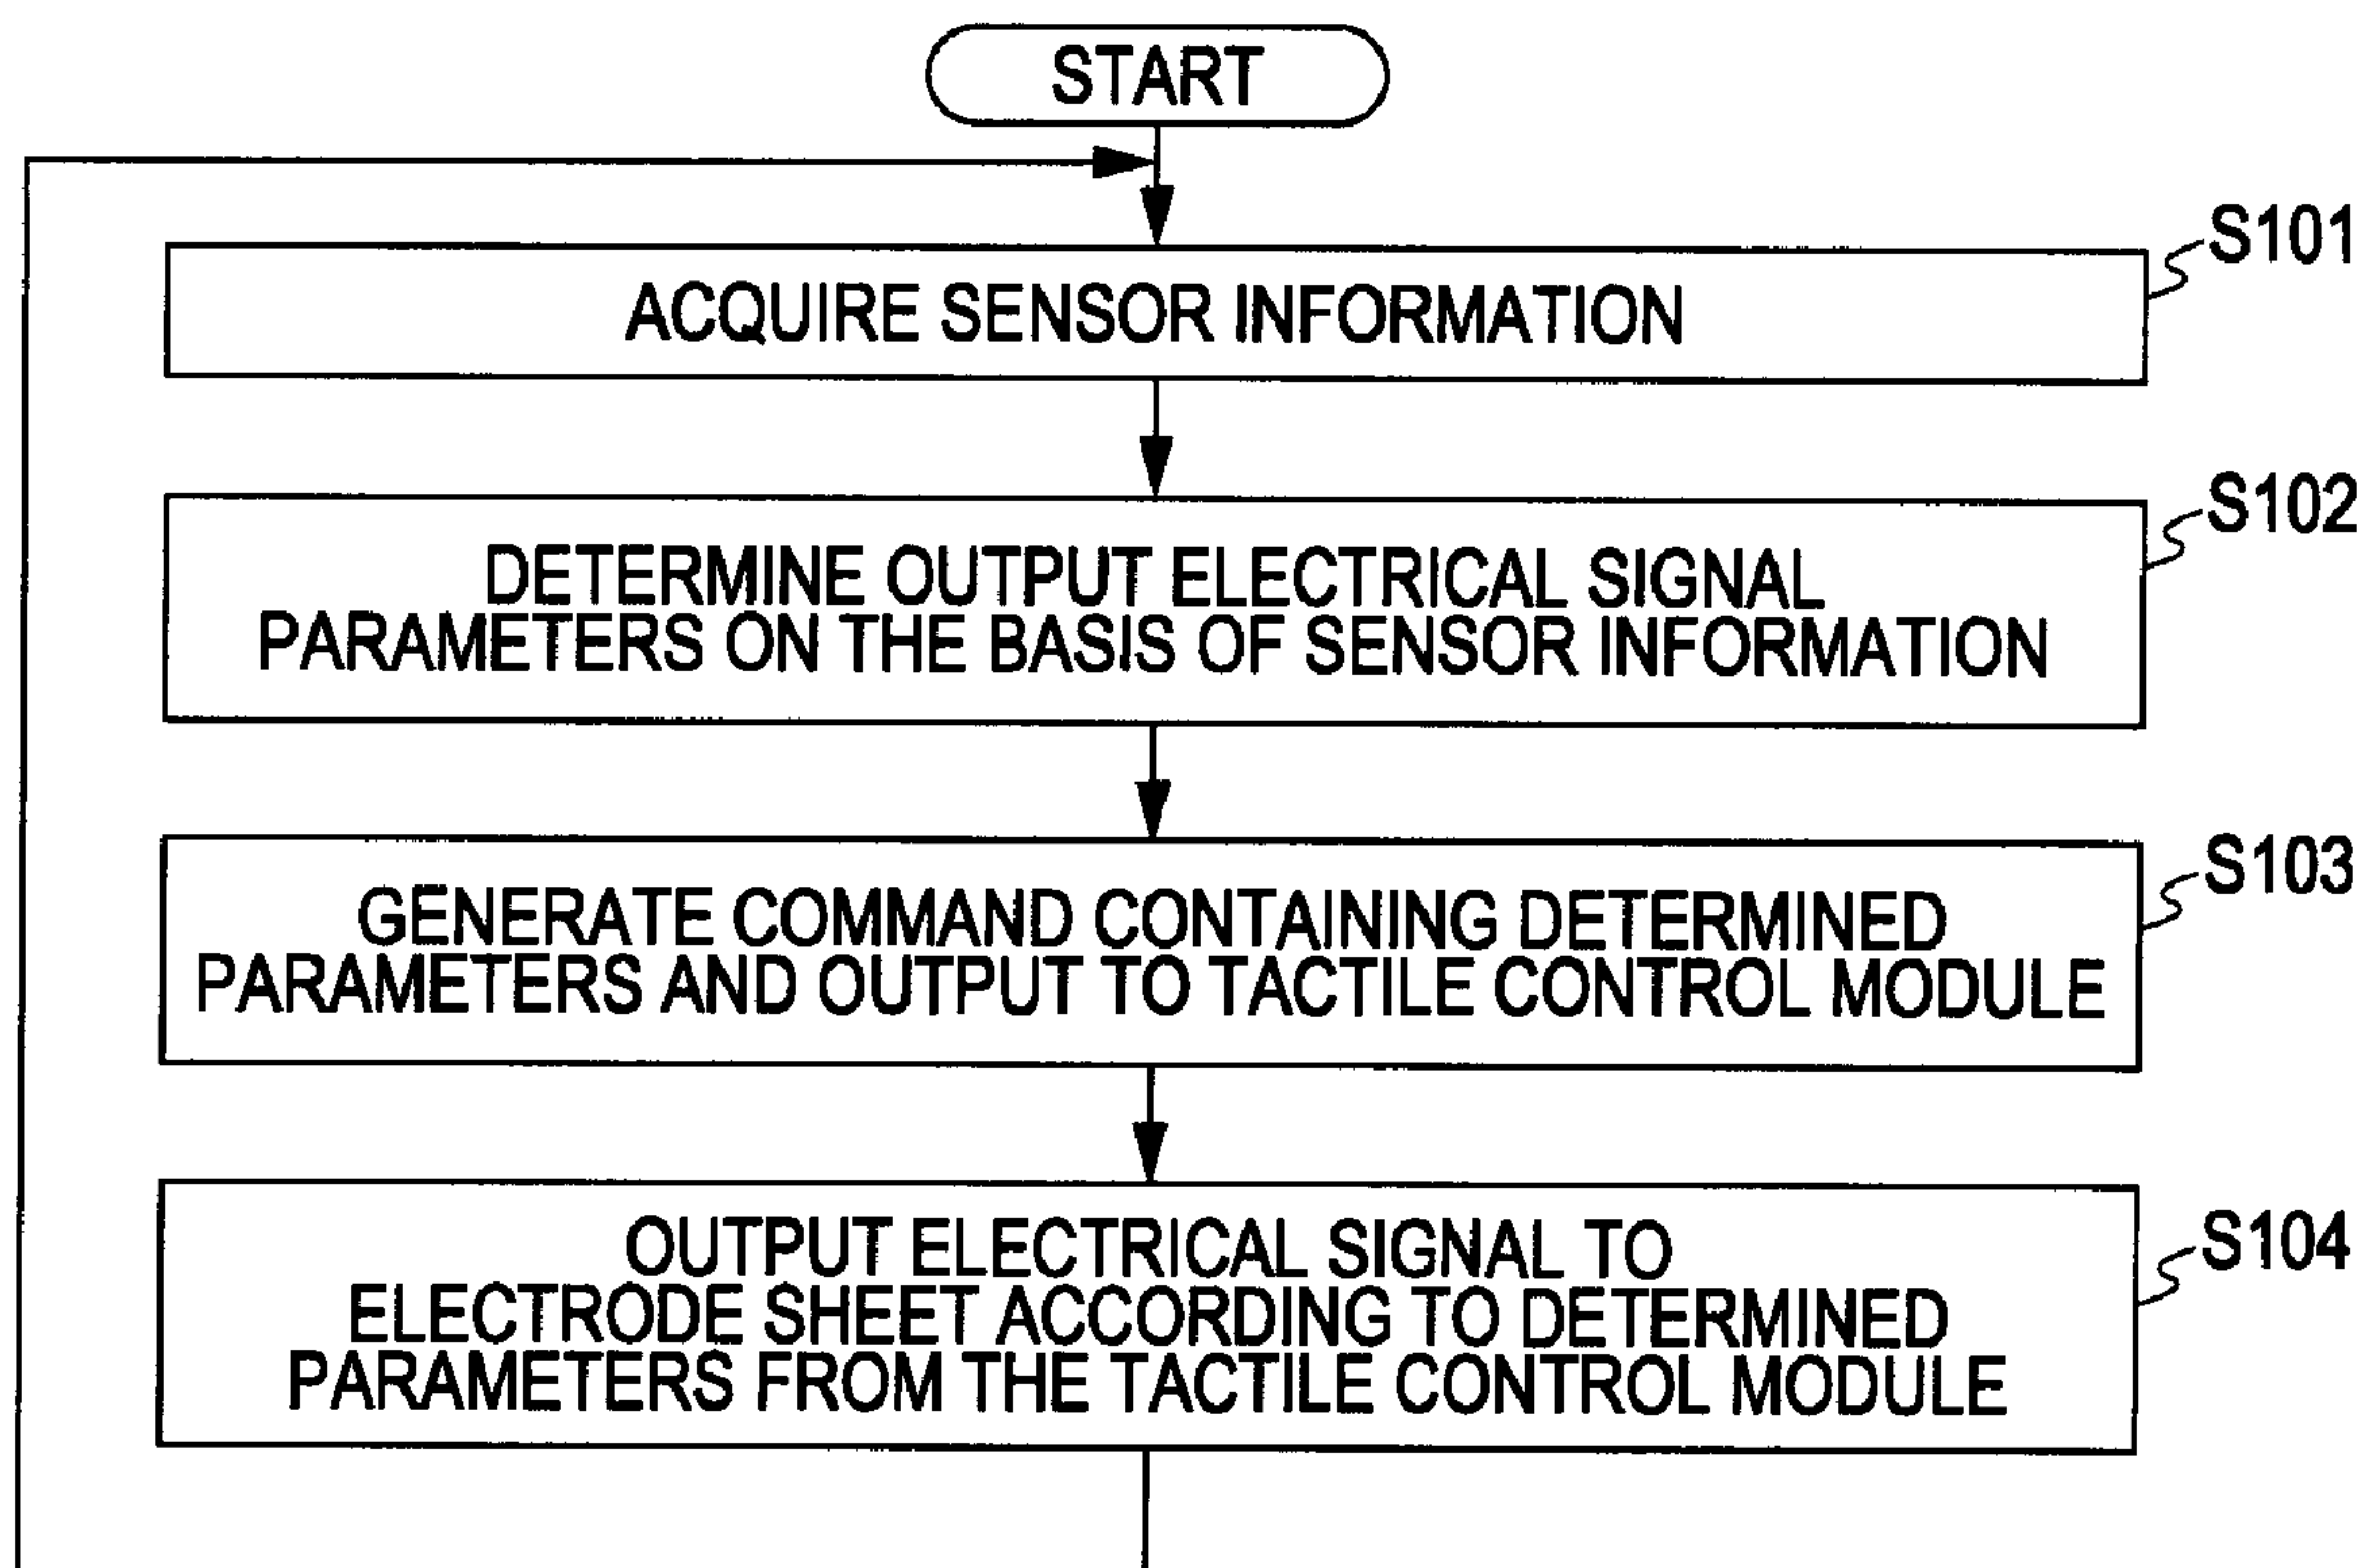 START
S101
ACQUIRE SENSOR INFORMATION
S102
DETERMINE OUTPUT ELECTRICAL SIGNAL
PARAMETERS ON THE BASIS OF SENSOR INFORMATION
S103
GENERATE COMMAND CONTAINING DETERMINED
PARAMETERS AND OUTPUT TO TACTILE CONTROL MODULE
S104
OUTPUT ELECTRICAL SIGNAL TO
ELECTRODE SHEET ACCORDING TO DETERMINED
PARAMETERS FROM THE TACTILE CONTROL MODULE